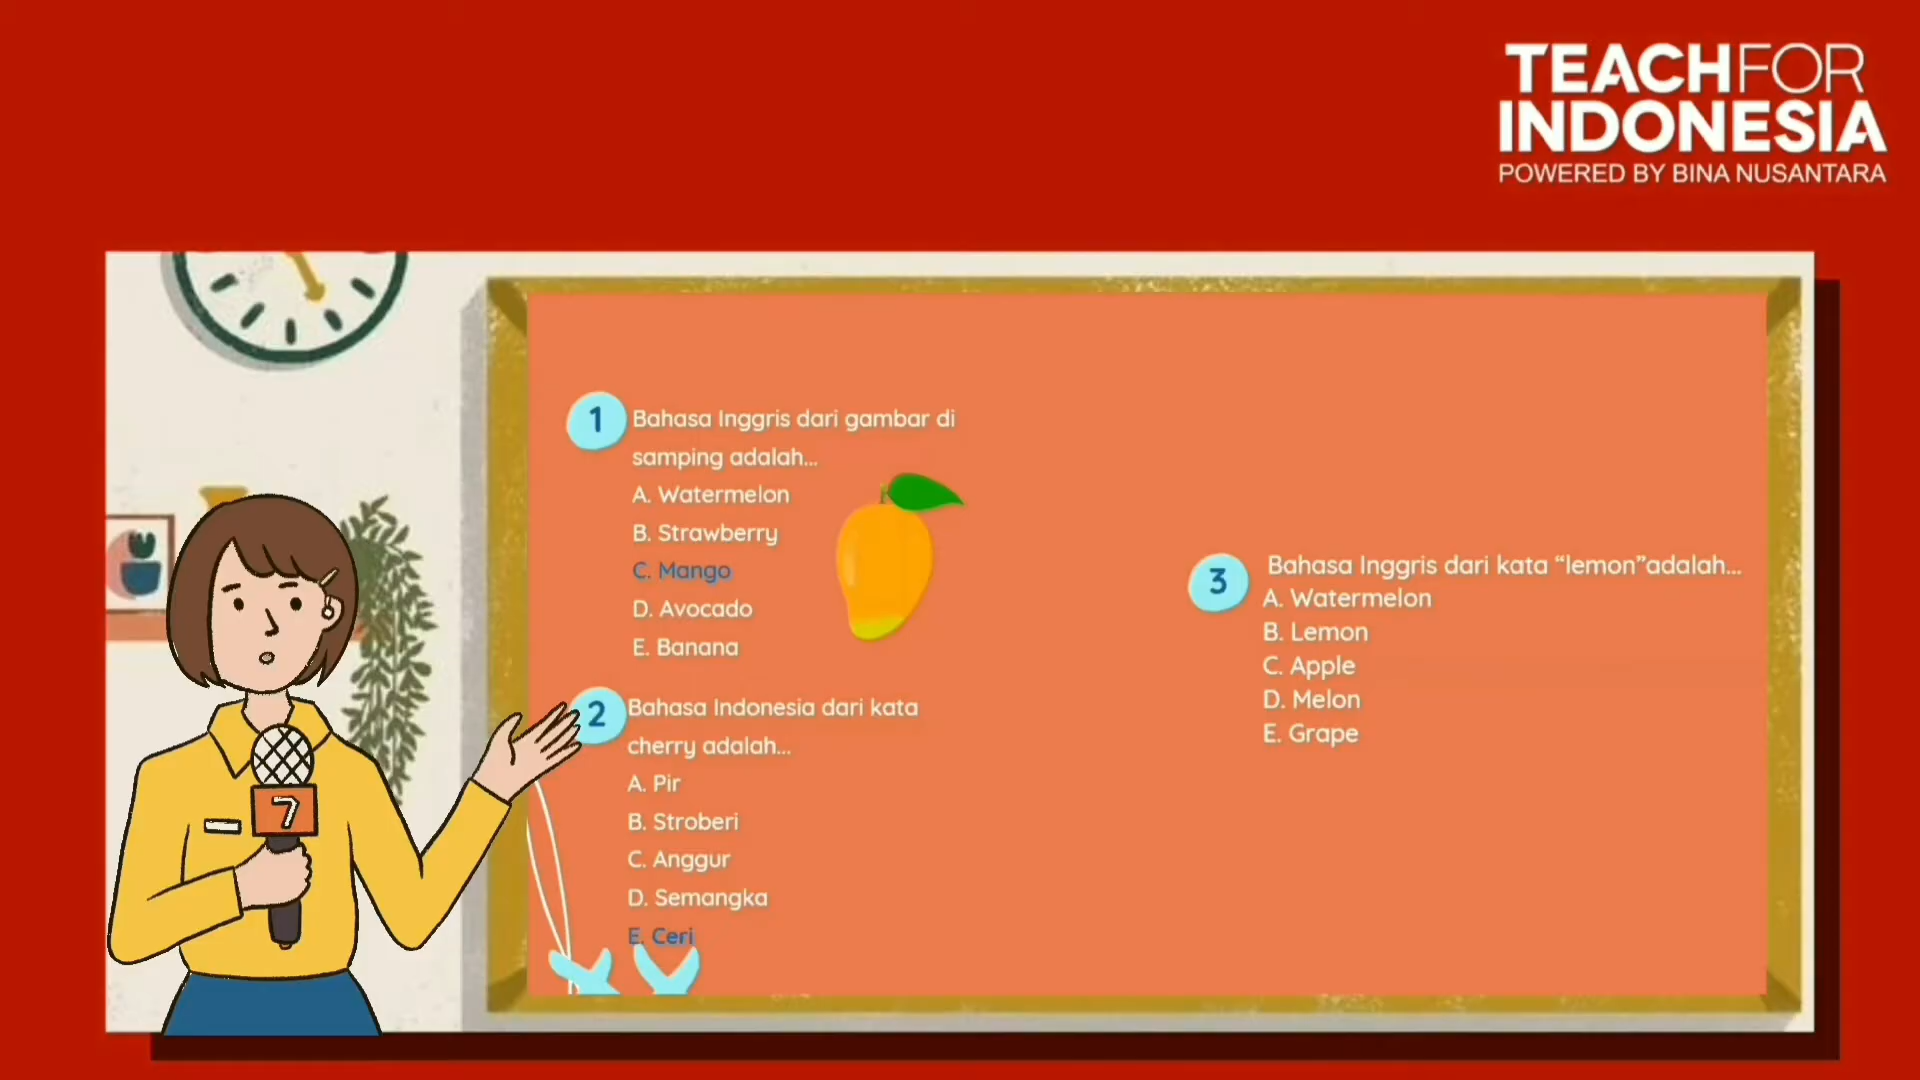 TEACHFOR
INDONESIA
POWERED BY BINA NUSANTARA
1
Bahasa Inggris dari gambar di
samping adalah...
A. Watermelon
B. Strawberry
C. Mango
D. Avocado
E. Banana
2
Bahasa Indonesia dari kata
cherry adalah...
A. Pir
B. Stroberi
C. Anggur
D. Semangka
E. Ceri
3
Bahasa Inggris dari kata “lemon”adalah...
A. Watermelon
B. Lemon
C. Apple
D. Melon
E. Grape
7